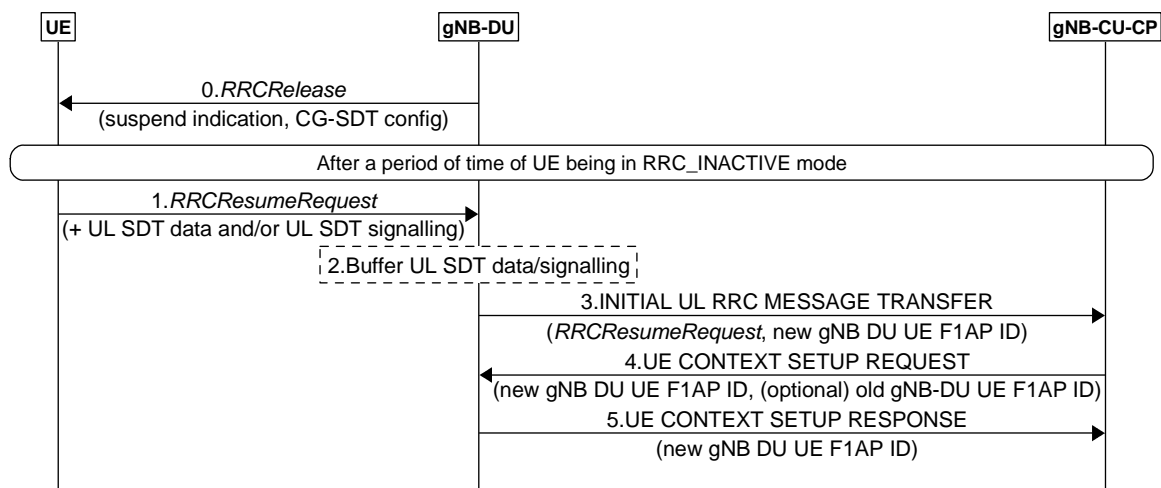 UE gNB-DU gNB-CU-CP
0.RRCRelease
(suspend indication, CG-SDT config)
After a period of time of UE being in RRC_INACTIVE mode
1.RRCResumeRequest
(+ UL SDT data and/or UL SDT signalling)
2.Buffer UL SDT data/signalling
3.INITIAL UL RRC MESSAGE TRANSFER
(RRCResumeRequest, new gNB DU UE F1AP ID)
4.UE CONTEXT SETUP REQUEST
(new gNB DU UE F1AP ID, (optional) old gNB-DU UE F1AP ID)
5.UE CONTEXT SETUP RESPONSE
(new gNB DU UE F1AP ID)